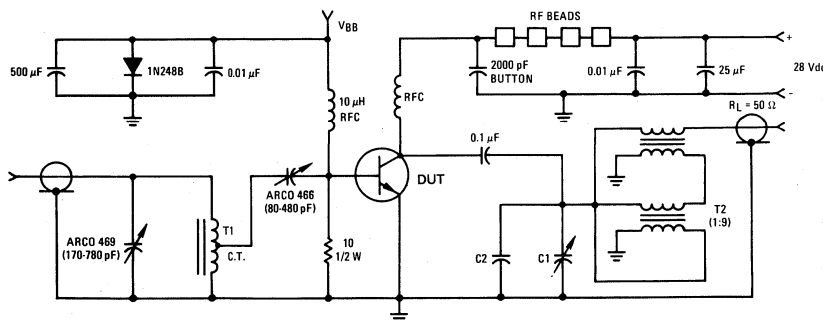 RF BEADS
VBB
+
500 μF
1N248B
0.01 μF
2000 pF
BUTTON
0.01 μF
25 μF
28 Vdc
10 μH
RFC
RFC
-
RL = 50 Ω
0.1 μF
ARCO 466
(80-480 pF)
DUT
ARCO 469
(170-780 pF)
T1
C.T.
10
1/2 W
C2
C1
T2
(1:9)